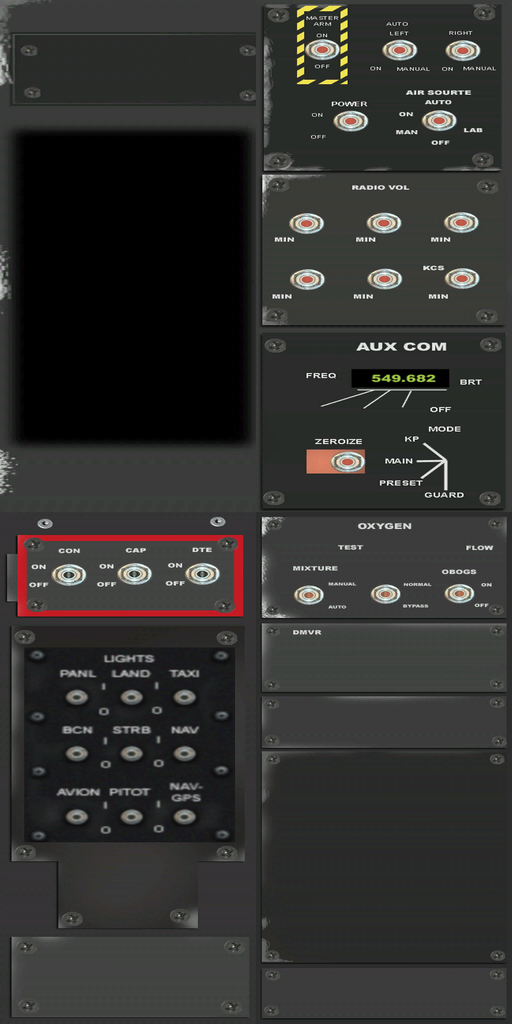 MASTER
ARM
ON
OFF
AUTO
LEFT RIGHT
ON MANUAL ON MANUAL
AIR SOURTE
POWER AUTO
ON ON
OFF MAN LAB
OFF
RADIO VOL
MIN MIN MIN
KCS
MIN MIN MIN
AUX COM
FREQ 549.682 BRT
OFF
MODE
ZEROIZE KP
MAIN
PRESET
GUARD
CON CAP DTE
ON ON ON
OFF OFF OFF
LIGHTS
PANL LAND TAXI
I I
O O
BCN STRB NAV
I I
O O
AVION PITOT NAV-
GPS
I I
O O
OXYGEN
TEST FLOW
MIXTURE OBOGS
MANUAL NORMAL ON
AUTO BYPASS OFF
DMVR